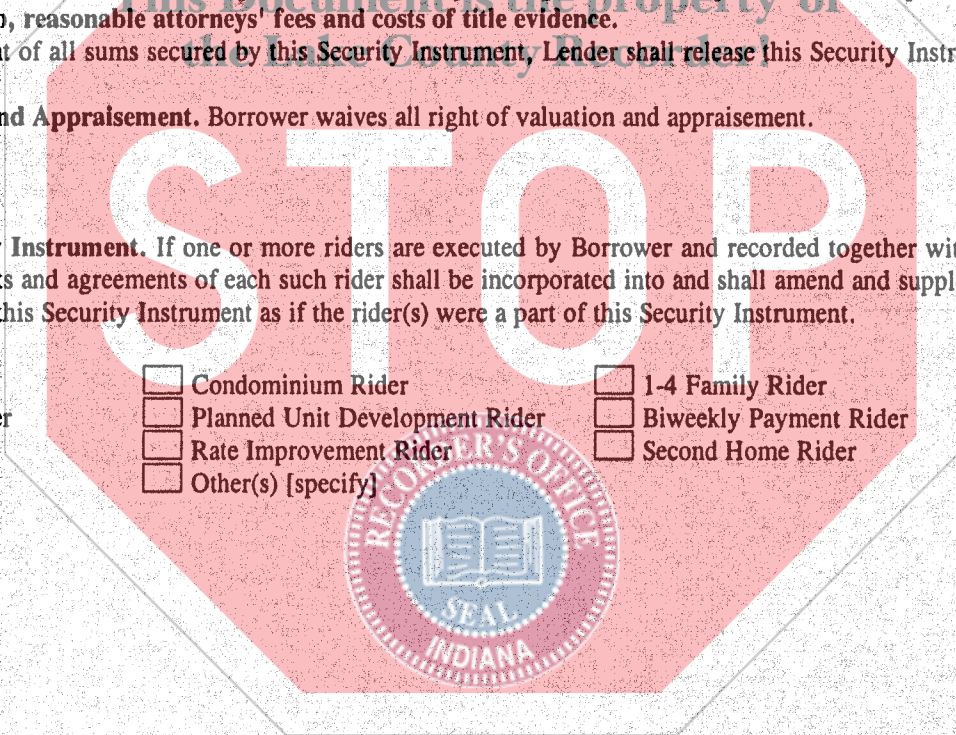 This Document is the property of
, reasonable attorneys' fees and costs of title evidence.
the Lake County Recorder!
t of all sums secured by this Security Instrument, Lender shall release this Security Instr
nd Appraisement. Borrower waives all right of valuation and appraisement.
STOP
Instrument. If one or more riders are executed by Borrower and recorded together wit
s and agreements of each such rider shall be incorporated into and shall amend and suppl
this Security Instrument as if the rider(s) were a part of this Security Instrument.
Condominium Rider
1-4 Family Rider
er
Planned Unit Development Rider
Biweekly Payment Rider
Rate Improvement Rider
Second Home Rider
Other(s) [specify]
RECORDER'S OFFICE
SEAL
INDIANA